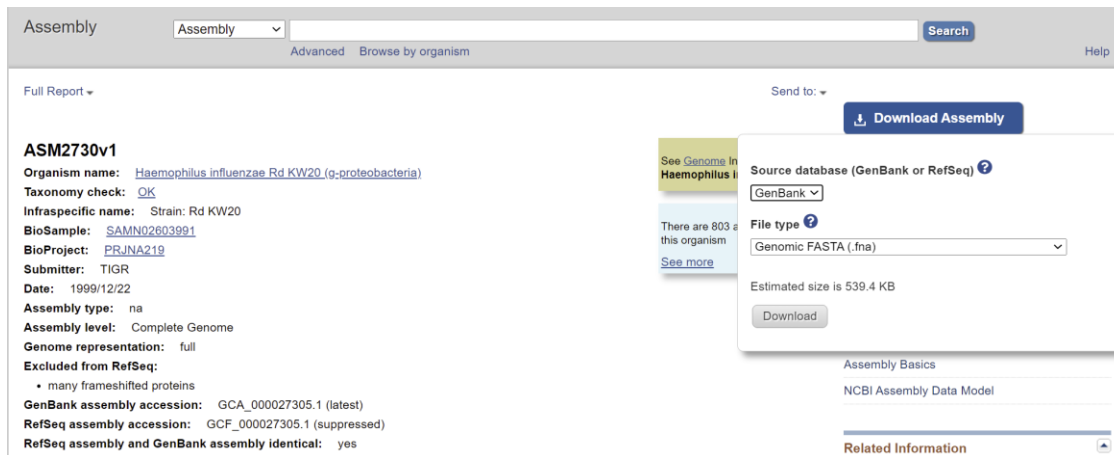 Assembly
Assembly
Search
Advanced Browse by organism
Help
Full Report
Send to:
Download Assembly
ASM2730v1
Organism name: Haemophilus influenzae Rd KW20 (g-proteobacteria)
Taxonomy check: OK
Infraspecific name: Strain: Rd KW20
BioSample: SAMN02603991
BioProject: PRJNA219
Submitter: TIGR
Date: 1999/12/22
Assembly type: na
Assembly level: Complete Genome
Genome representation: full
Excluded from RefSeq:
• many frameshifted proteins
GenBank assembly accession: GCA_000027305.1 (latest)
RefSeq assembly accession: GCF_000027305.1 (suppressed)
RefSeq assembly and GenBank assembly identical: yes
See Genome In
Haemophilus i
There are 803 a
this organism
See more
Source database (GenBank or RefSeq) ?
GenBank
File type ?
Genomic FASTA (.fna)
Estimated size is 539.4 KB
Download
Assembly Basics
NCBI Assembly Data Model
Related Information